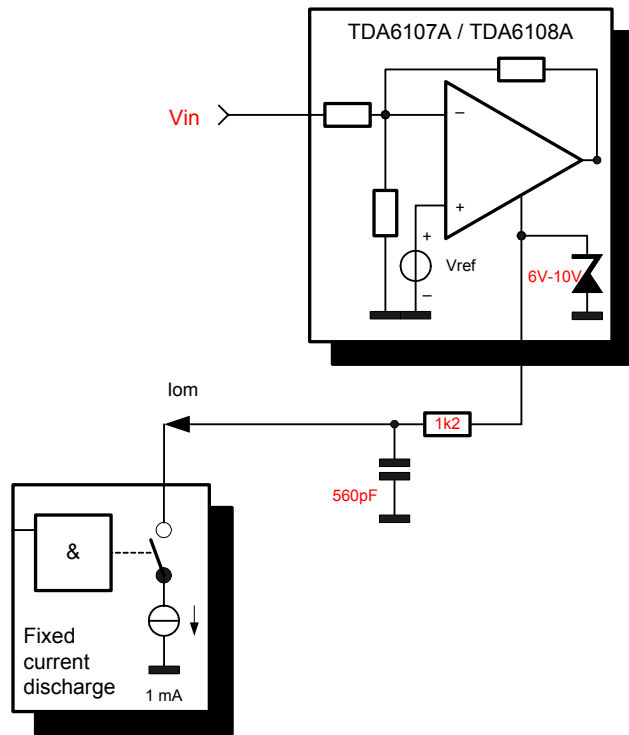 TDA6107A / TDA6108A
Vin
−
+
+
Vref
−
6V-10V
Iom
1k2
560pF
&
Fixed
current
discharge
1 mA